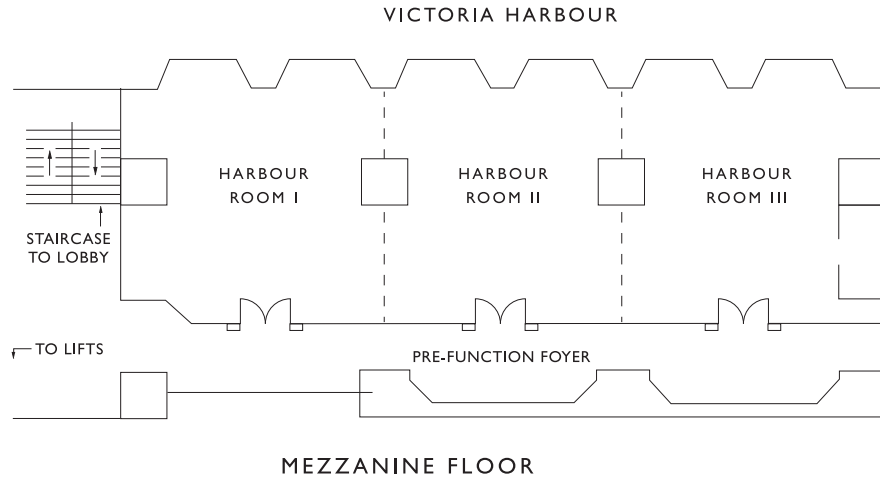 VICTORIA HARBOUR
HARBOUR
ROOM I
HARBOUR
ROOM II
HARBOUR
ROOM III
STAIRCASE
TO LOBBY
TO LIFTS
PRE-FUNCTION FOYER
MEZZANINE FLOOR